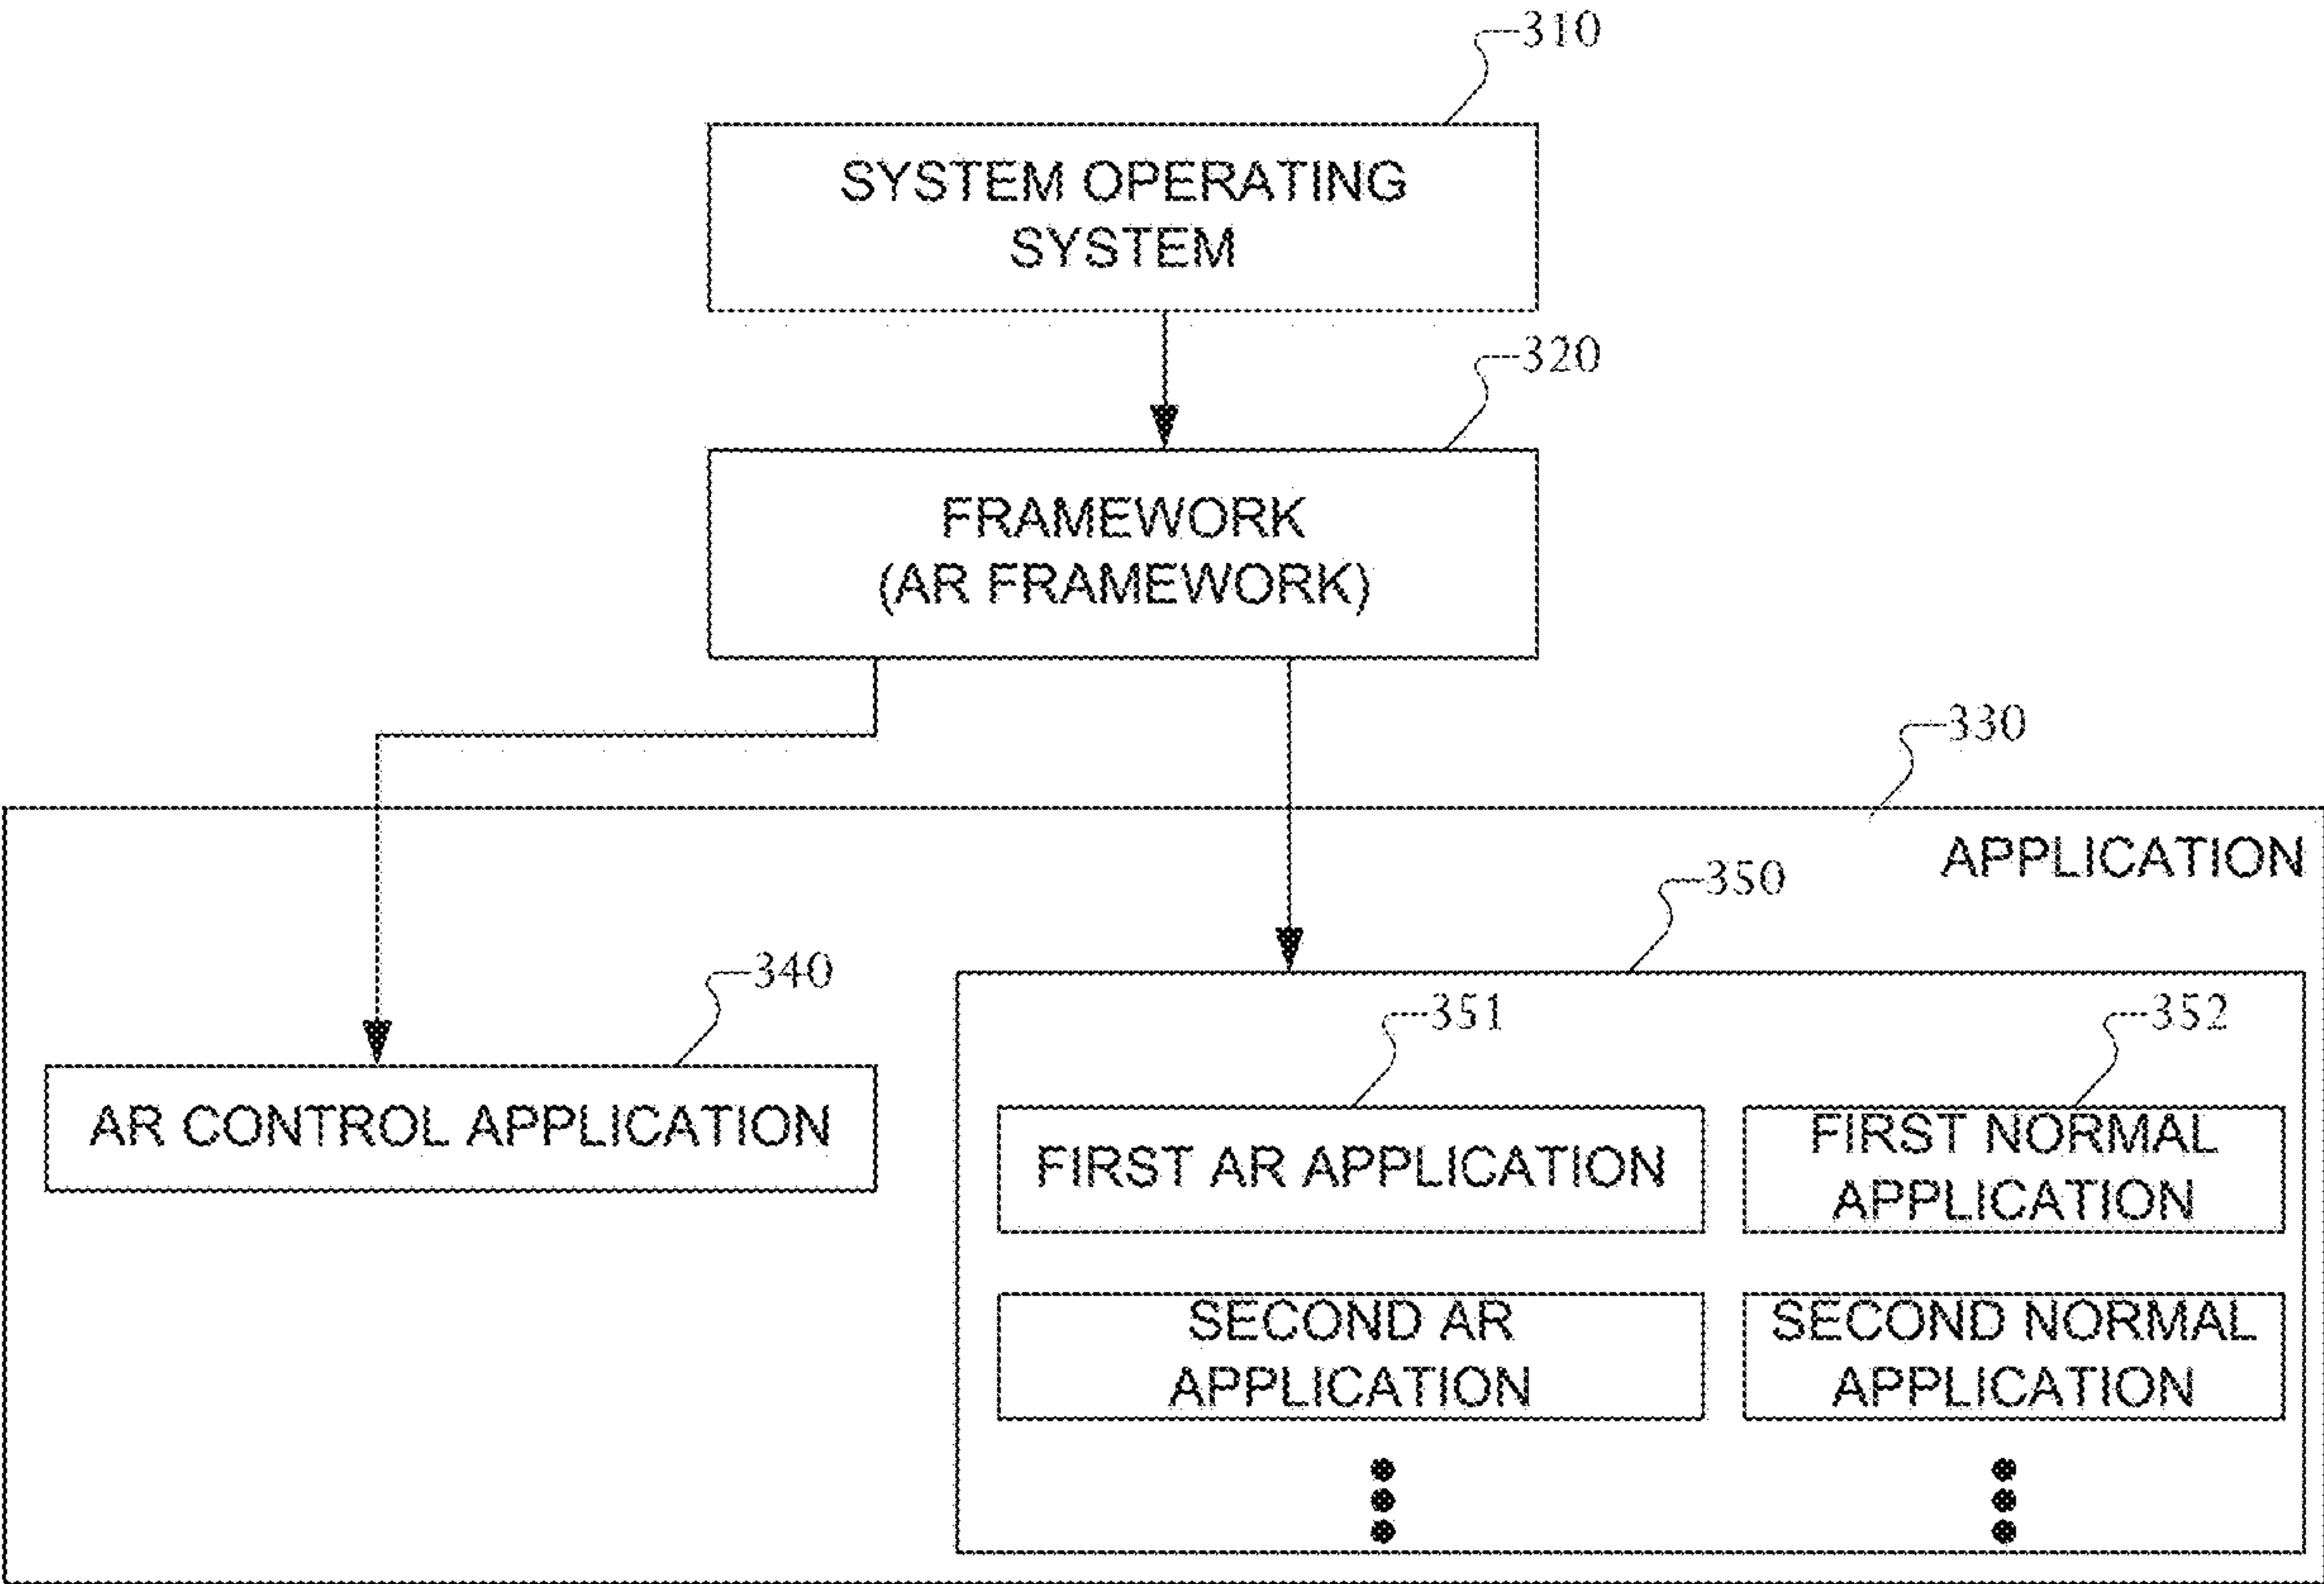 310
SYSTEM OPERATING
SYSTEM
320
FRAMEWORK
(AR FRAMEWORK)
330
APPLICATION
350
340
AR CONTROL APPLICATION
351
352
FIRST AR APPLICATION
FIRST NORMAL
APPLICATION
SECOND AR
APPLICATION
SECOND NORMAL
APPLICATION